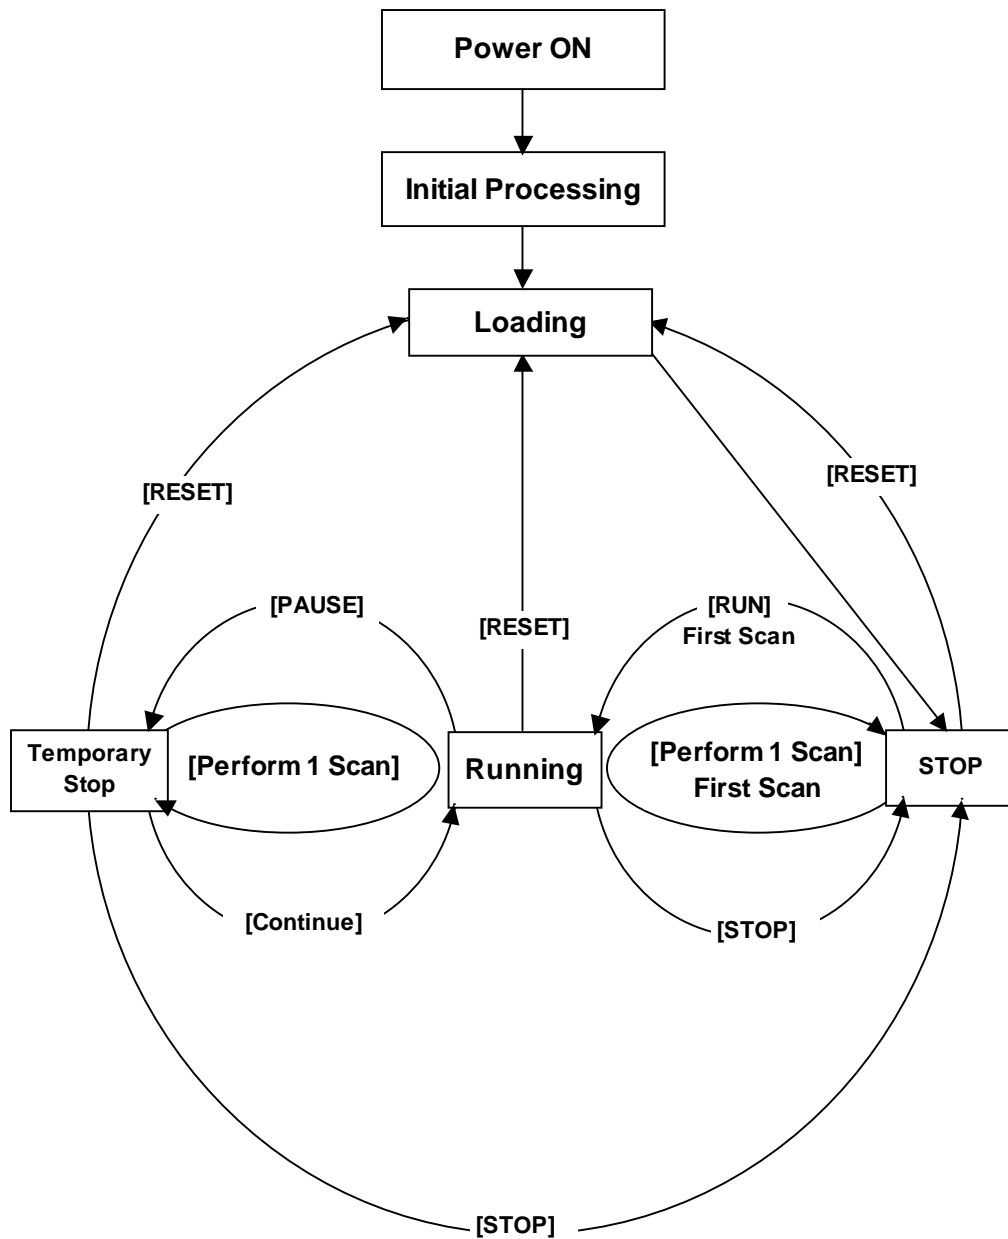 Power ON
Initial Processing
Loading
[RESET]
[RESET]
[PAUSE]
[RESET]
[RUN]
First Scan
Temporary
Stop
[Perform 1 Scan]
Running
[Perform 1 Scan]
First Scan
STOP
[Continue]
[STOP]
[STOP]